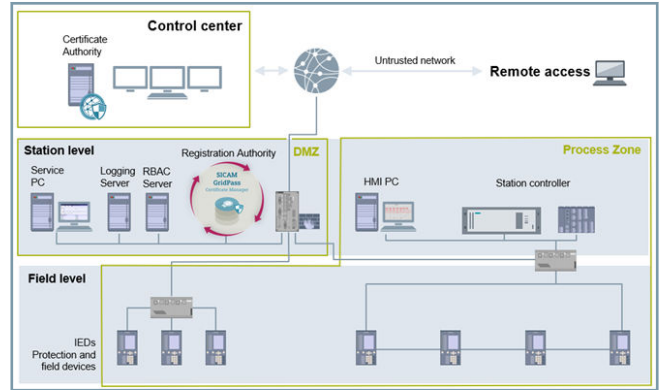 Control center
Certificate
Authority
Untrusted network
Remote access
Station level
DMZ
Process Zone
Registration Authority
Service
PC
Logging
Server
RBAC
Server
SICAM
GridPass
Certificate Manager
HMI PC
Station controller
Field level
IEDs
Protection and
field devices